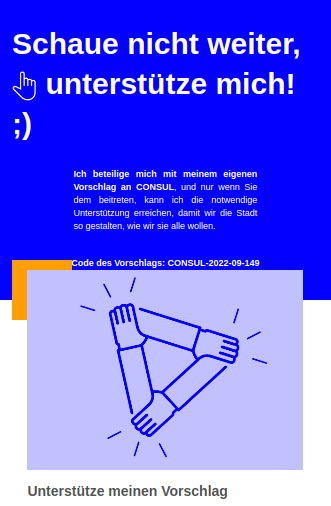 Schaue nicht weiter,
unterstütze mich!
;)
Ich beteilige mich mit meinem eigenen
Vorschlag an CONSUL, und nur wenn Sie
dem beitreten, kann ich die notwendige
Unterstützung erreichen, damit wir die Stadt
so gestalten, wie wir sie alle wollen.
Code des Vorschlags: CONSUL-2022-09-149
Unterstütze meinen Vorschlag